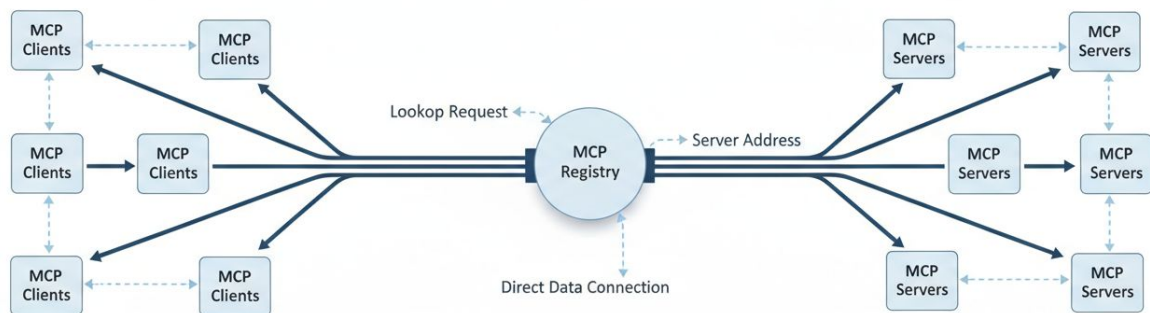 MCP
Clients
MCP
Clients
MCP
Servers
MCP
Servers
Lookop Request
MCP
Registry
Server Address
MCP
Clients
MCP
Clients
MCP
Servers
MCP
Servers
MCP
Clients
MCP
Clients
Direct Data Connection
MCP
Servers
MCP
Servers